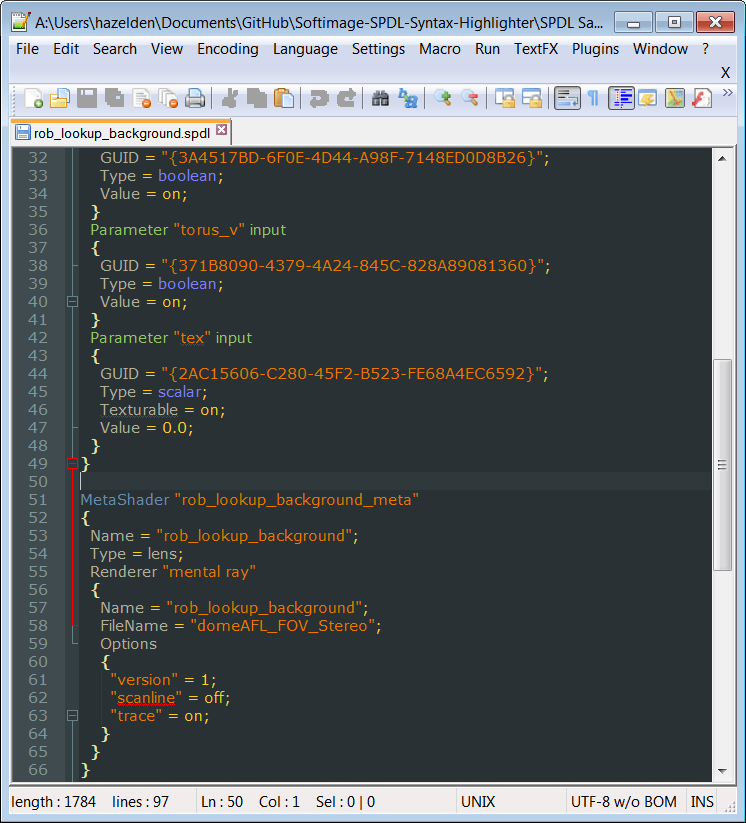 A:\Users\hazelden\Documents\GitHub\Softimage-SPDL-Syntax-Highlighter\SPDL Sa...
File Edit Search View Encoding Language Settings Macro Run TextFX Plugins Window ?
X
rob_lookup_background.spdl
32 GUID = "{3A4517BD-6F0E-4D44-A98F-7148ED0D8B26}";
33 Type = boolean;
34 Value = on;
35 }
36 Parameter "torus_v" input
37 {
38 GUID = "{371B8090-4379-4A24-845C-828A89081360}";
39 Type = boolean;
40 Value = on;
41 }
42 Parameter "tex" input
43 {
44 GUID = "{2AC15606-C280-45F2-B523-FE68A4EC6592}";
45 Type = scalar;
46 Texturable = on;
47 Value = 0.0;
48 }
49 }
50
51 MetaShader "rob_lookup_background_meta"
52 {
53 Name = "rob_lookup_background";
54 Type = lens;
55 Renderer "mental ray"
56 {
57 Name = "rob_lookup_background";
58 FileName = "domeAFL_FOV_Stereo";
59 Options
60 {
61 "version" = 1;
62 "scanline" = off;
63 "trace" = on;
64 }
65 }
66 }
length : 1784 lines : 97 Ln : 50 Col : 1 Sel : 0 | 0 UNIX UTF-8 w/o BOM INS